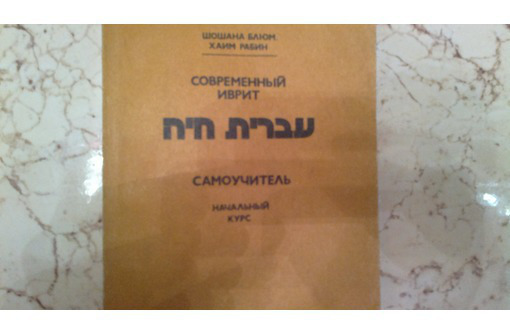 ШОШАНА БЛЮМ,
ХАИМ РАБИН
СОВРЕМЕННЫЙ
ИВРИТ
עברית חיה
САМОУЧИТЕЛЬ
НАЧАЛЬНЫЙ
КУРС